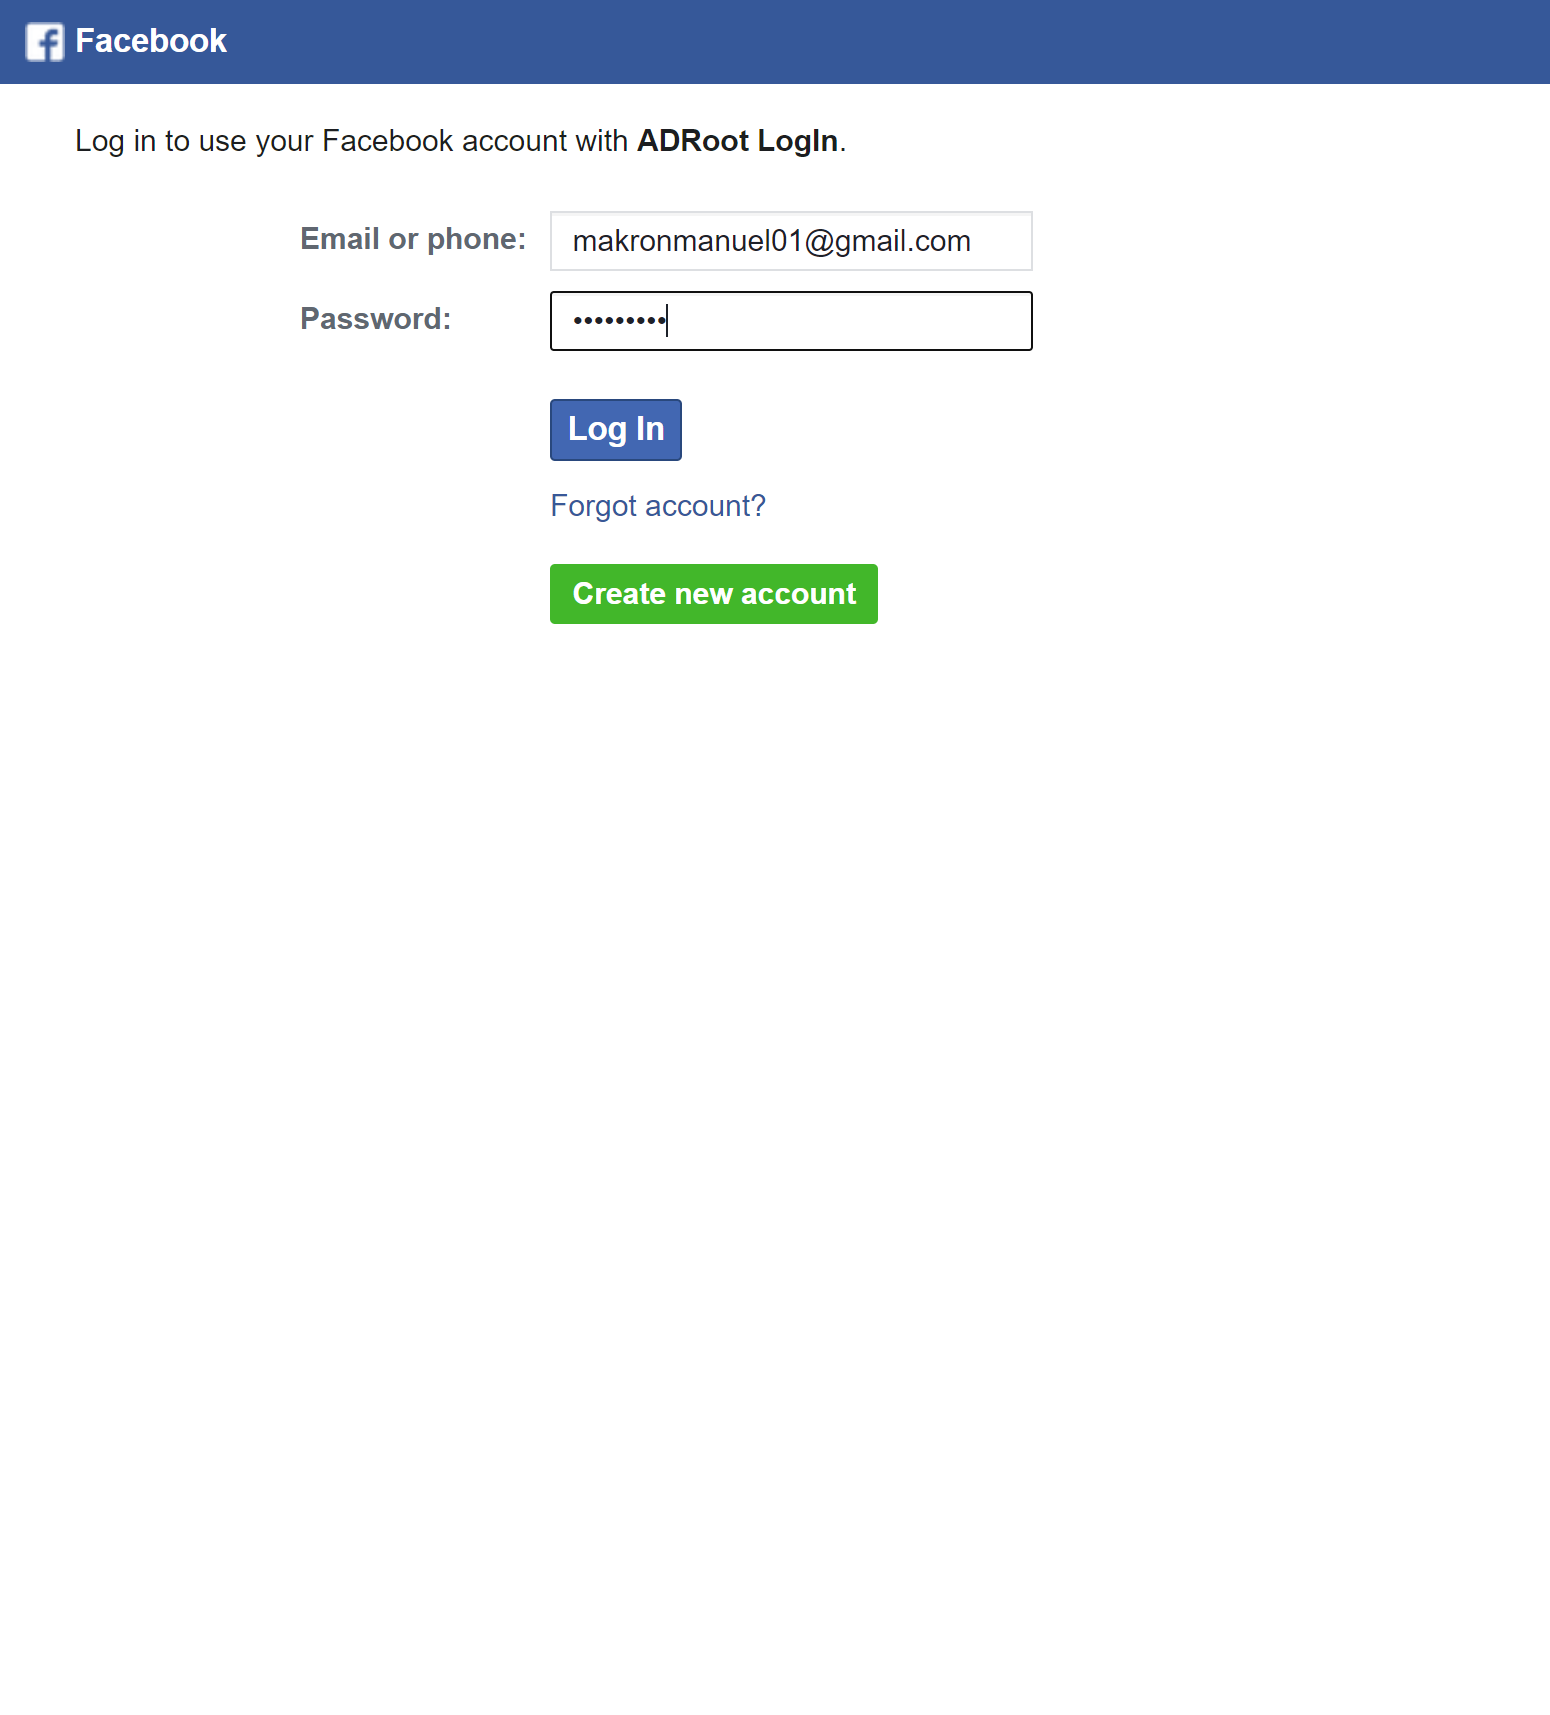 Facebook
Log in to use your Facebook account with ADRoot LogIn.
Email or phone: makronmanuel01@gmail.com
Password: •••••••••
Log In
Forgot account?
Create new account